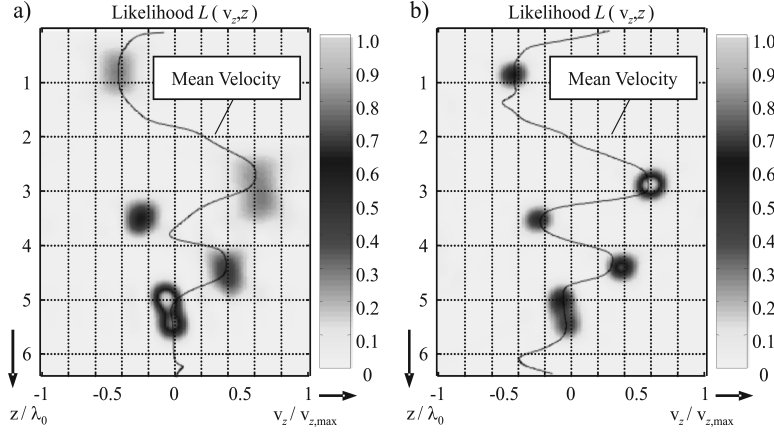 a)
Likelihood L ( v_z,z )
Mean Velocity
1
2
3
4
5
6
-1 -0.5 0 0.5 1
z / λ_0
v_z / v_z,max
1.0
0.9
0.8
0.7
0.6
0.5
0.4
0.3
0.2
0.1
0
b)
Likelihood L ( v_z,z )
Mean Velocity
1
2
3
4
5
6
-1 -0.5 0 0.5 1
z / λ_0
v_z / v_z,max
1.0
0.9
0.8
0.7
0.6
0.5
0.4
0.3
0.2
0.1
0